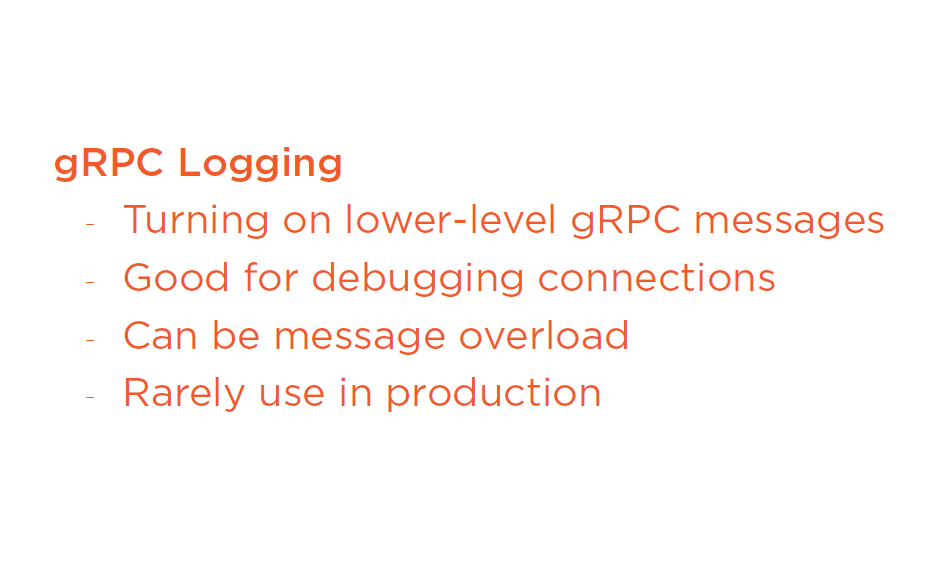 gRPC Logging
- Turning on lower-level gRPC messages
- Good for debugging connections
- Can be message overload
- Rarely use in production